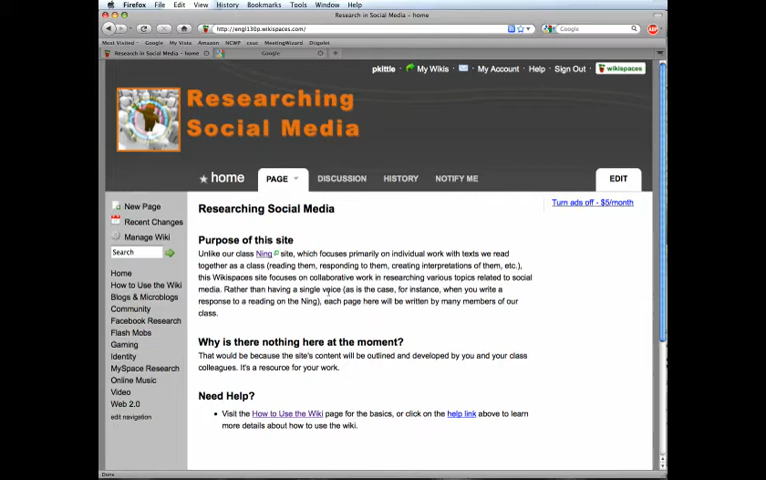 Firefox File Edit View History Bookmarks Tools Window Help
Research in Social Media - home
http://engl130p.wikispaces.com/
Google
Most Visited Google My Vista Amazon NCWP csuc MeetingWizard Disgolet
Research in Social Media - home Google
pkittle My Wikis My Account Help Sign Out wikispaces
Researching
Social Media
home PAGE DISCUSSION HISTORY NOTIFY ME EDIT
New Page
Recent Changes
Manage Wiki
Search
Home
How to Use the Wiki
Blogs & Microblogs
Community
Facebook Research
Flash Mobs
Gaming
Identity
MySpace Research
Online Music
Video
Web 2.0
edit navigation
Researching Social Media
Turn ads off - $5/month
Purpose of this site
Unlike our class Ning site, which focuses primarily on individual work with texts we read
together as a class (reading them, responding to them, creating interpretations of them, etc.),
this Wikispaces site focuses on collaborative work in researching various topics related to social
media. Rather than having a single voice (as is the case, for instance, when you write a
response to a reading on the Ning), each page here will be written by many members of our
class.
Why is there nothing here at the moment?
That would be because the site's content will be outlined and developed by you and your class
colleagues. It's a resource for your work.
Need Help?
Visit the How to Use the Wiki page for the basics, or click on the help link above to learn
more details about how to use the wiki.
Done